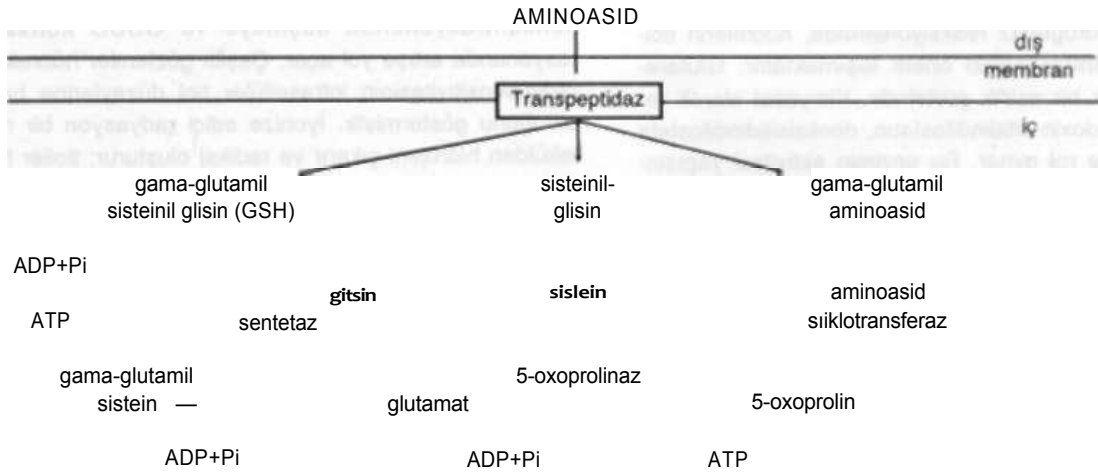 AMINOASID
dış
membran
Transpeptidaz
iç
gama-glutamil
sisteinil glisin (GSH)
sisteinil-
glisin
gama-glutamil
aminoasid
ADP+Pi
gitsin
sislein
aminoasid
ATP
sentetaz
sıiklotransferaz
gama-glutamil
sistein —
5-oxoprolinaz
glutamat
5-oxoprolin
ADP+Pi
ADP+Pi
ATP